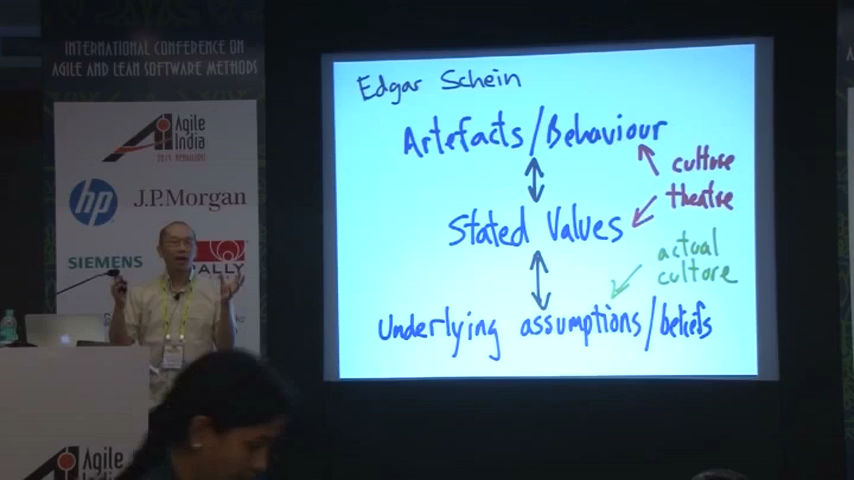 INTERNATIONAL CONFERENCE ON
AGILE AND LEAN SOFTWARE METHODS
Agile
India
hp
J.P.Morgan
SIEMENS
RALLY
Agile
Edgar Schein
Artefacts/Behaviour
culture
theatre
Stated Values
actual
culture
Underlying assumptions/beliefs